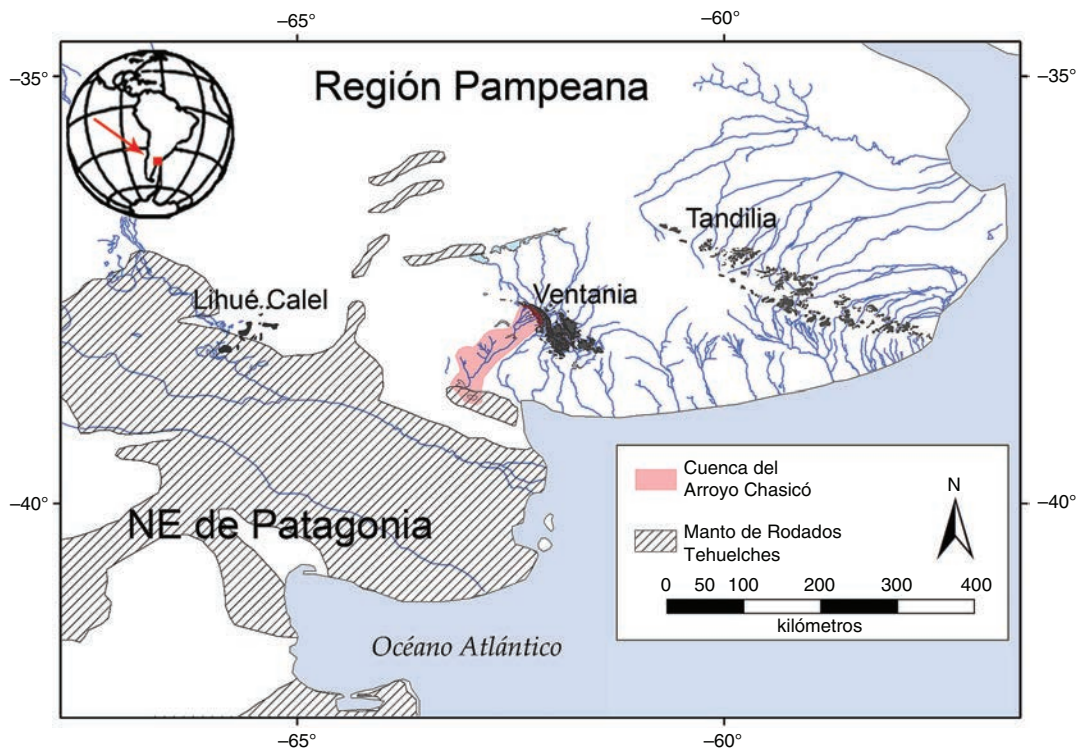 –65°
–60°
–35°
–35°
Región Pampeana
Tandilia
Lihué Calel
Ventania
–40°
–40°
NE de Patagonia
Océano Atlántico
Cuenca del
Arroyo Chasicó
Manto de Rodados
Tehuelches
N
0 50 100 200 300 400
kilómetros
–65°
–60°